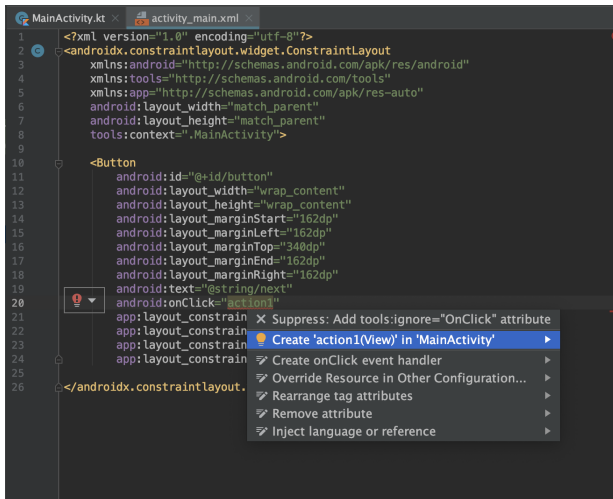 MainActivity.kt × activity_main.xml ×
1 <?xml version="1.0" encoding="utf-8"?>
2 C <androidx.constraintlayout.widget.ConstraintLayout
3 xmlns:android="http://schemas.android.com/apk/res/android"
4 xmlns:tools="http://schemas.android.com/tools"
5 xmlns:app="http://schemas.android.com/apk/res-auto"
6 android:layout_width="match_parent"
7 android:layout_height="match_parent"
8 tools:context=".MainActivity">
9
10 <Button
11 android:id="@+id/button"
12 android:layout_width="wrap_content"
13 android:layout_height="wrap_content"
14 android:layout_marginStart="162dp"
15 android:layout_marginLeft="162dp"
16 android:layout_marginTop="340dp"
17 android:layout_marginEnd="162dp"
18 android:layout_marginRight="162dp"
19 android:text="@string/next"
20 android:onClick="action1"
21 app:layout_constrain
22 app:layout_constrain
23 app:layout_constrain
24 app:layout_constrain
25
26 </androidx.constraintlayout.
Suppress: Add tools:ignore="OnClick" attribute
Create 'action1(View)' in 'MainActivity'
Create onClick event handler
Override Resource in Other Configuration...
Rearrange tag attributes
Remove attribute
Inject language or reference